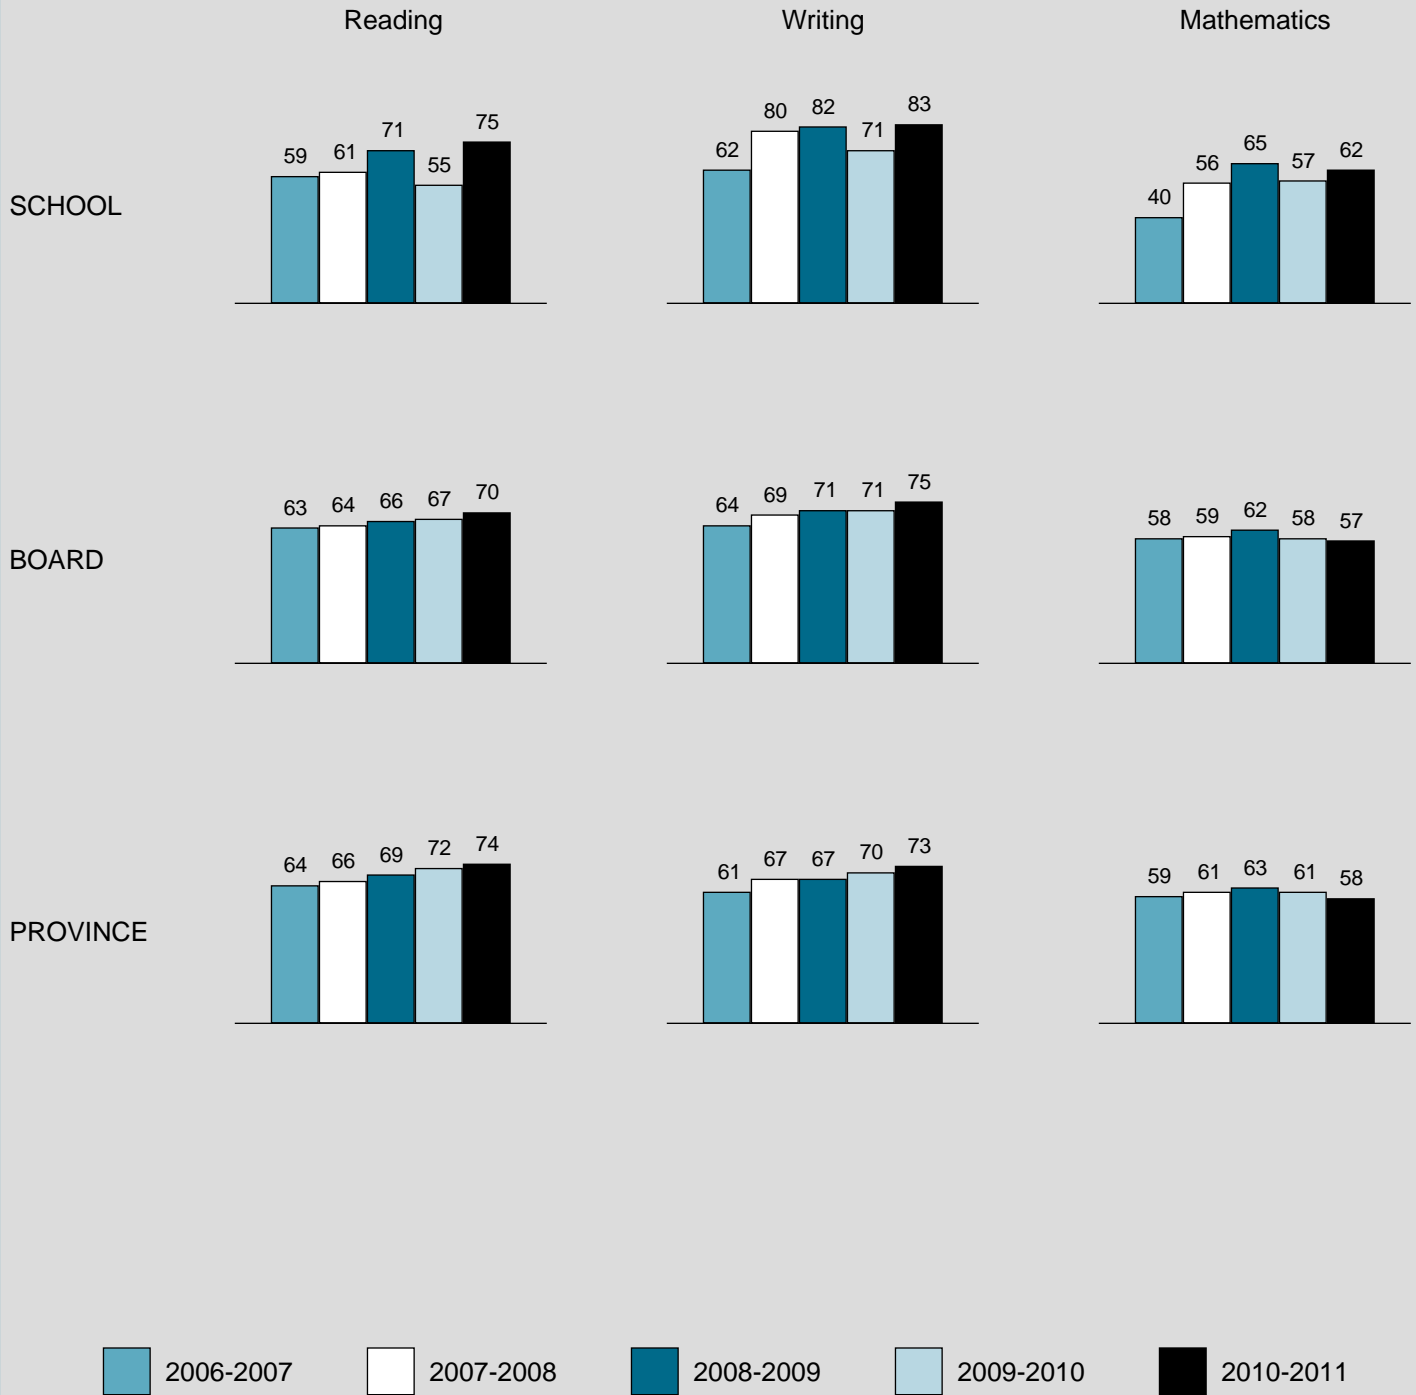 Reading Writing Mathematics
SCHOOL
59 61 71 55 75
62 80 82 71 83
40 56 65 57 62
BOARD
63 64 66 67 70
64 69 71 71 75
58 59 62 58 57
PROVINCE
64 66 69 72 74
61 67 67 70 73
59 61 63 61 58
2006-2007 2007-2008 2008-2009 2009-2010 2010-2011